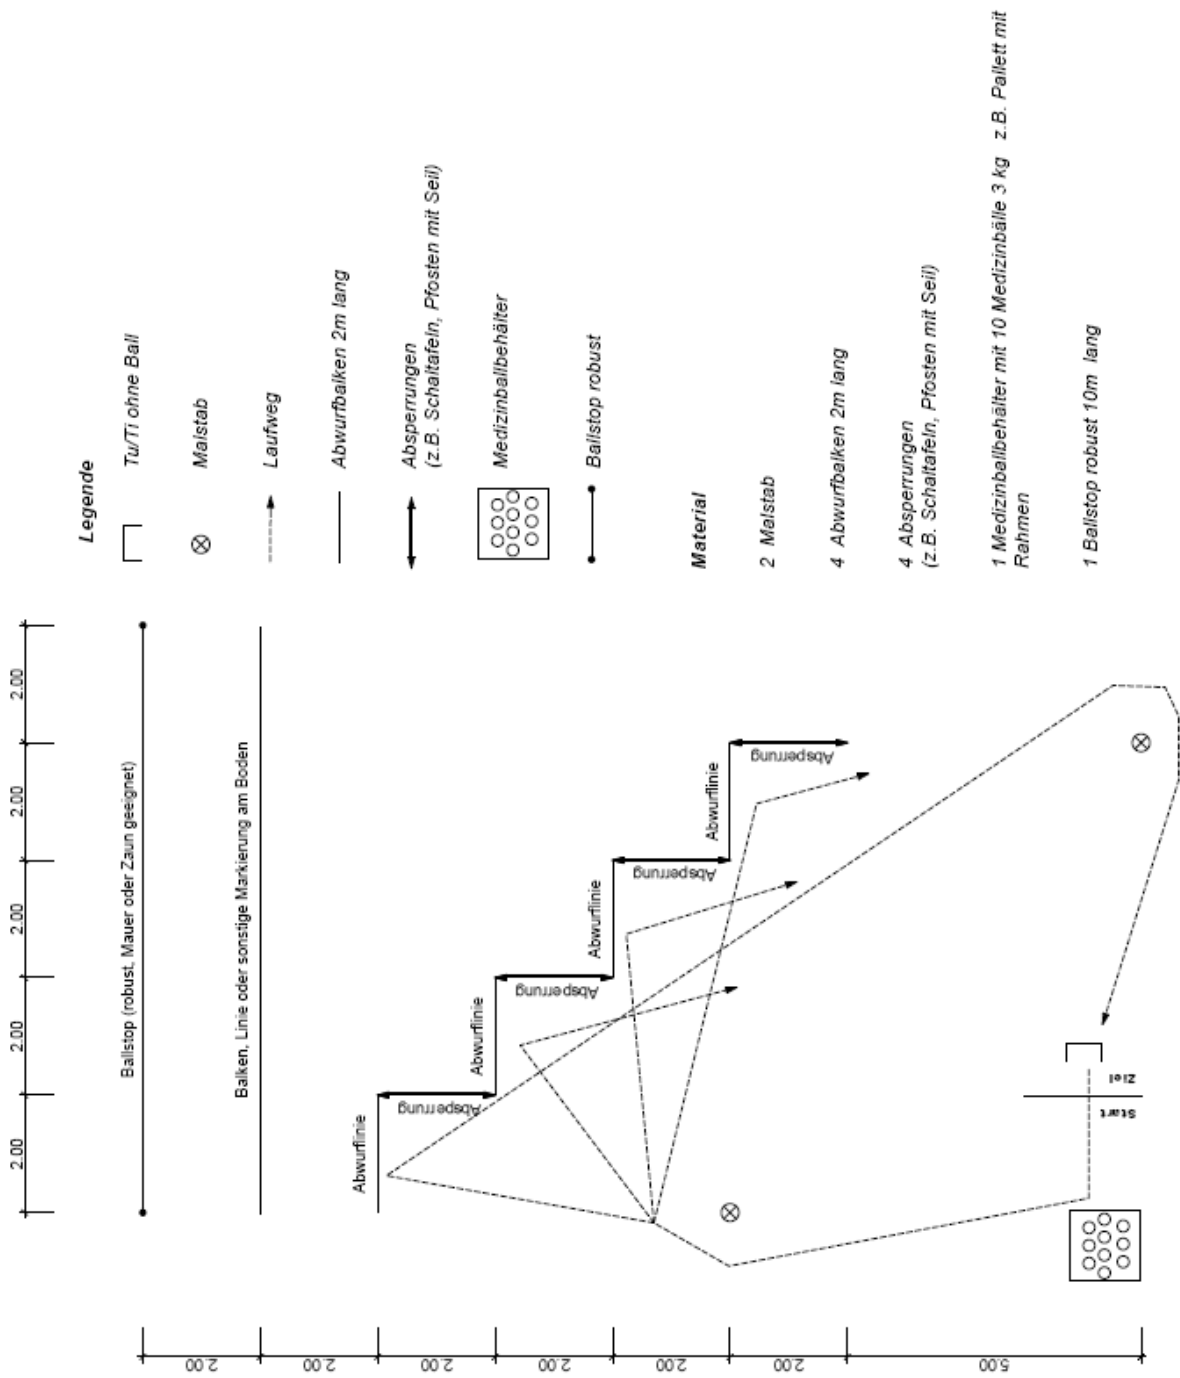 2.00
2.00
2.00
2.00
2.00
Ballstop (robust, Mauer oder Zaun geeignet)
Balken, Linie oder sonstige Markierung am Boden
Abwurflinie
Absperrung
Abwurflinie
Absperrung
Abwurflinie
Absperrung
Abwurflinie
Absperrung
Start
Ziel
2.00
2.00
2.00
2.00
2.00
2.00
5.00
Legende
Tu/Ti ohne Ball
Malstab
Laufweg
Abwurfbalken 2m lang
Absperrungen
(z.B. Schaltafeln, Pfosten mit Seil)
Medizinballbehälter
Ballstop robust
Material
2 Malstab
4 Abwurfbalken 2m lang
4 Absperrungen
(z.B. Schaltafeln, Pfosten mit Seil)
1 Medizinballbehälter mit 10 Medizinbälle 3 kg z.B. Pallett mit
Rahmen
1 Ballstop robust 10m lang